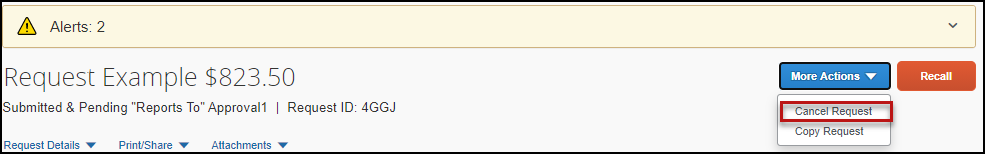 Alerts: 2
Request Example $823.50
More Actions
Recall
Submitted & Pending "Reports To" Approval1 | Request ID: 4GGJ
Cancel Request
Copy Request
Request Details Print/Share Attachments